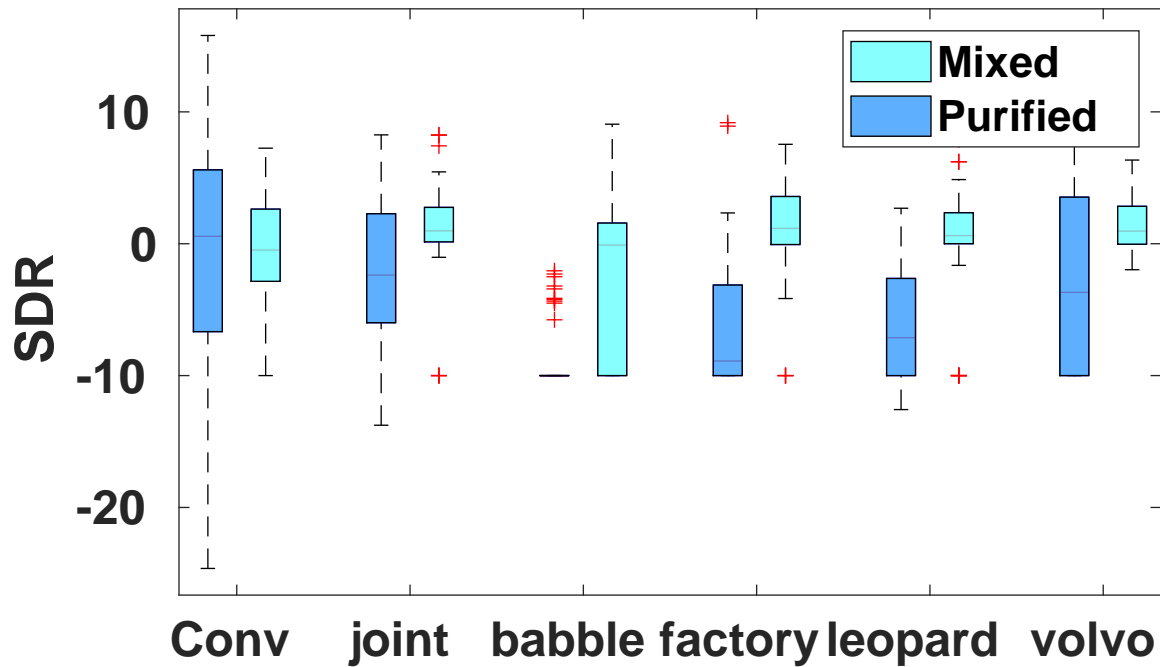 Mixed
Purified
10
0
-10
-20
SDR
Conv joint babble factory leopard volvo